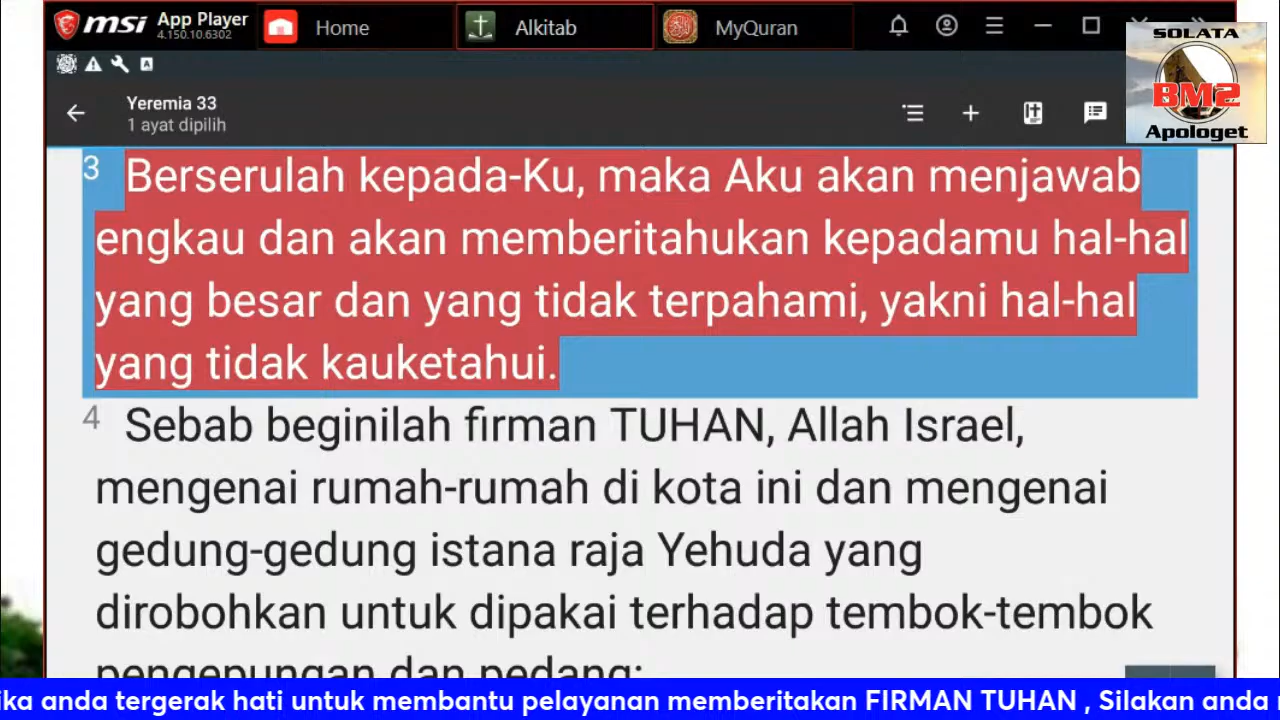 msi App Player
4.150.10.6302
Home
Alkitab
MyQuran
SOLATA
BM2
Apologet
Yeremia 33
1 ayat dipilih
3 Berserulah kepada-Ku, maka Aku akan menjawab
engkau dan akan memberitahukan kepadamu hal-hal
yang besar dan yang tidak terpahami, yakni hal-hal
yang tidak kauketahui.
4 Sebab beginilah firman TUHAN, Allah Israel,
mengenai rumah-rumah di kota ini dan mengenai
gedung-gedung istana raja Yehuda yang
dirobohkan untuk dipakai terhadap tembok-tembok
pengepungan dan pedang;
ika anda tergerak hati untuk membantu pelayanan memberitakan FIRMAN TUHAN , Silakan anda